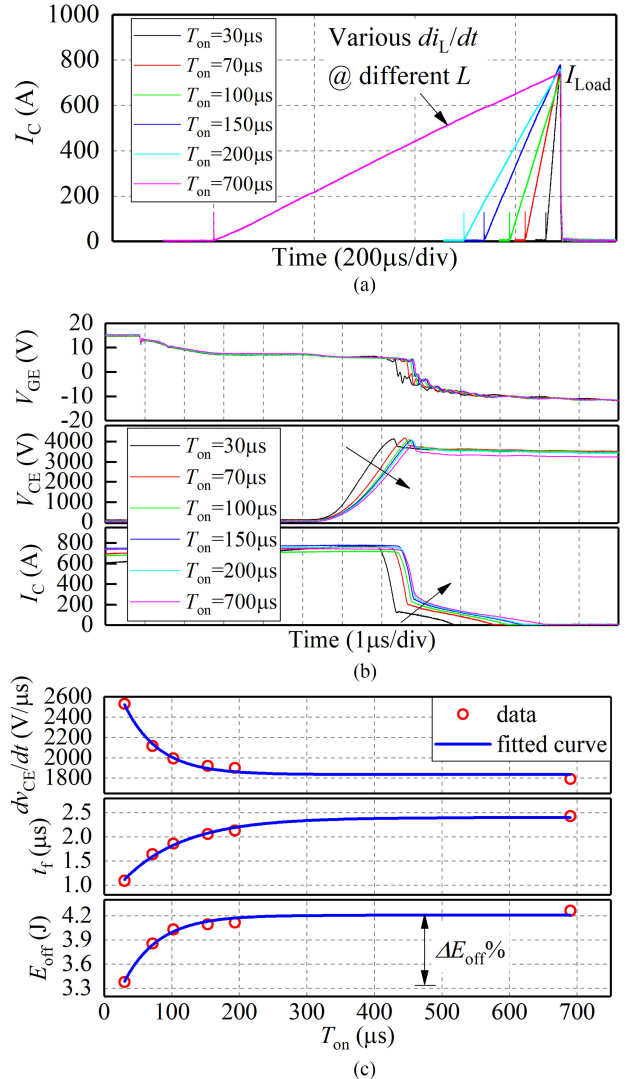 1000
800
600
400
200
0
I_C (A)
T_on=30μs
T_on=70μs
T_on=100μs
T_on=150μs
T_on=200μs
T_on=700μs
Various di_L/dt
@ different L
I_Load
Time (200μs/div)
(a)
20
10
0
-10
-20
V_GE (V)
4000
3000
2000
1000
0
V_CE (V)
800
600
400
200
0
I_C (A)
T_on=30μs
T_on=70μs
T_on=100μs
T_on=150μs
T_on=200μs
T_on=700μs
Time (1μs/div)
(b)
2600
2400
2200
2000
1800
dv_CE/dt (V/μs)
data
fitted curve
2.5
2.0
1.5
1.0
t_f (μs)
4.2
3.9
3.6
3.3
E_off (J)
ΔE_off%
0 100 200 300 400 500 600 700
T_on (μs)
(c)